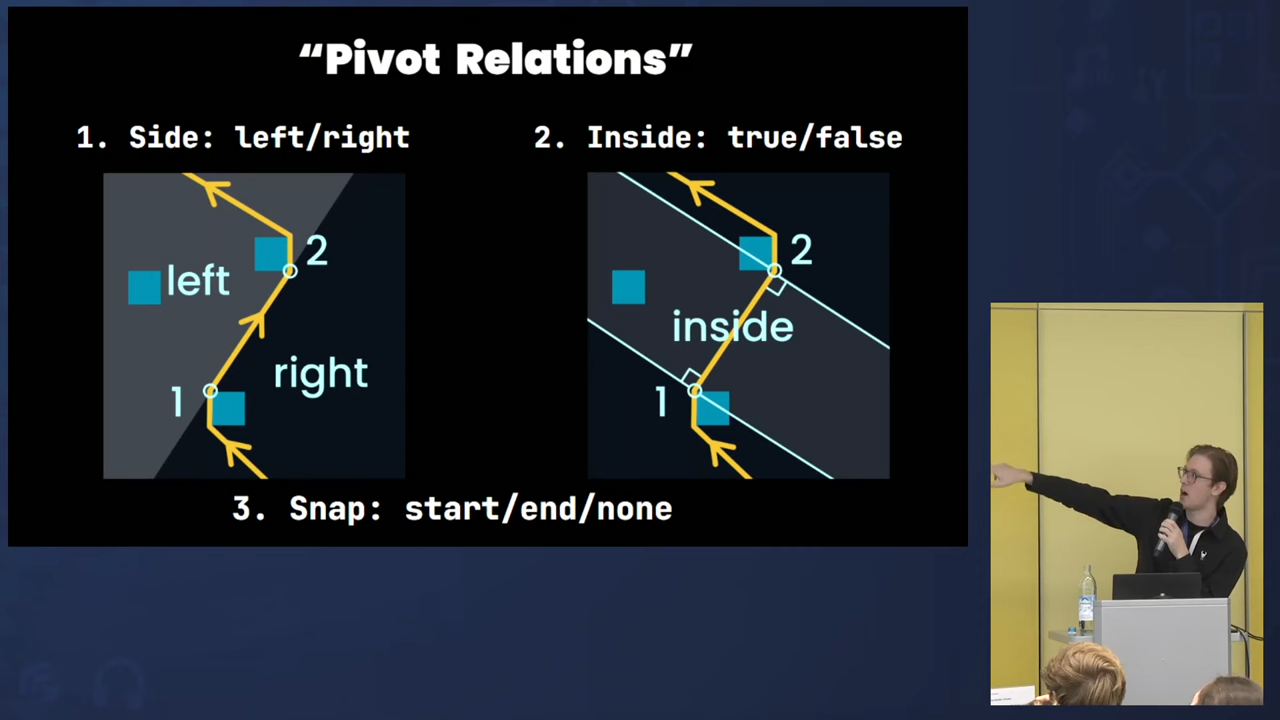 “Pivot Relations”
1. Side: left/right
2. Inside: true/false
2
left
right
1
2
inside
1
3. Snap: start/end/none